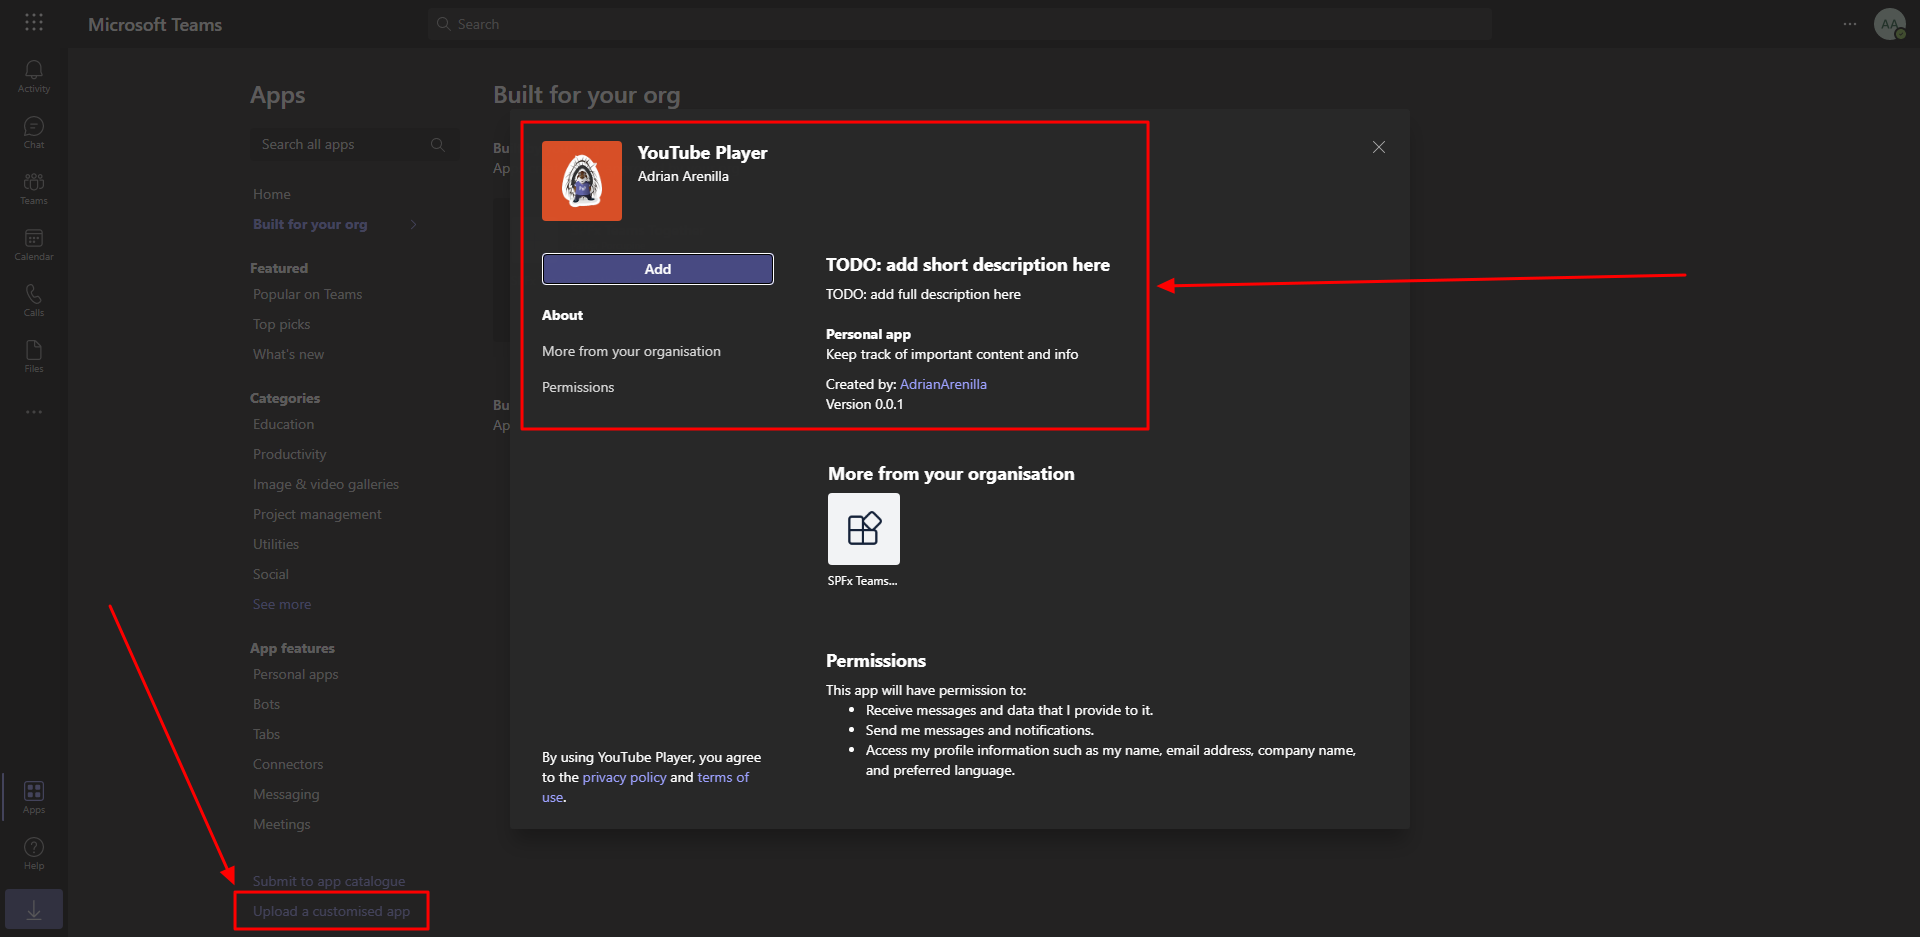 Microsoft Teams
Search
AA
Activity
Chat
Teams
Calendar
Calls
Files
Apps
Help
Apps
Search all apps
Home
Built for your org
Featured
Popular on Teams
Top picks
What's new
Categories
Education
Productivity
Image & video galleries
Project management
Utilities
Social
See more
App features
Personal apps
Bots
Tabs
Connectors
Messaging
Meetings
Submit to app catalogue
Upload a customised app
Built for your org
Bu
Ap
Bu
Ap
YouTube Player
Adrian Arenilla
Add
About
More from your organisation
Permissions
TODO: add short description here
TODO: add full description here
Personal app
Keep track of important content and info
Created by: AdrianArenilla
Version 0.0.1
More from your organisation
SPFx Teams...
Permissions
This app will have permission to:
• Receive messages and data that I provide to it.
• Send me messages and notifications.
• Access my profile information such as my name, email address, company name,
and preferred language.
By using YouTube Player, you agree
to the privacy policy and terms of
use.